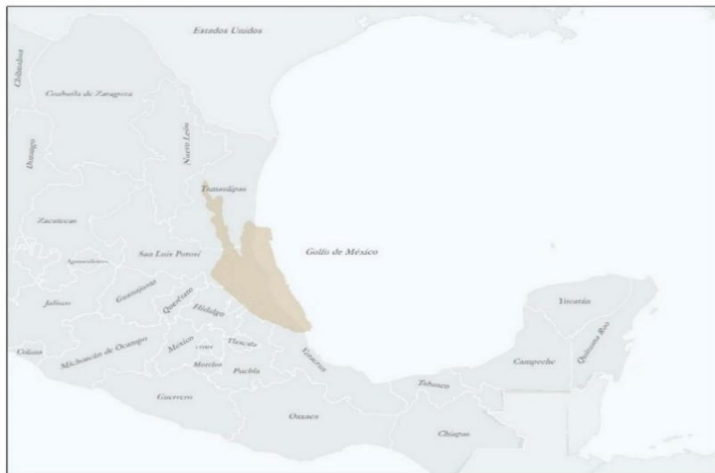 Estados Unidos
Chihuahua
Coahuila de Zaragoza
Nuevo León
Durango
Tamaulipas
Zacatecas
San Luis Potosí
Golfo de México
Aguascalientes
Jalisco
Guanajuato
Querétaro
Hidalgo
Yucatán
Quintana Roo
Colima
Michoacán de Ocampo
México
Tlaxcala
Veracruz
Campeche
Morelos
Puebla
Tabasco
Guerrero
Oaxaca
Chiapas